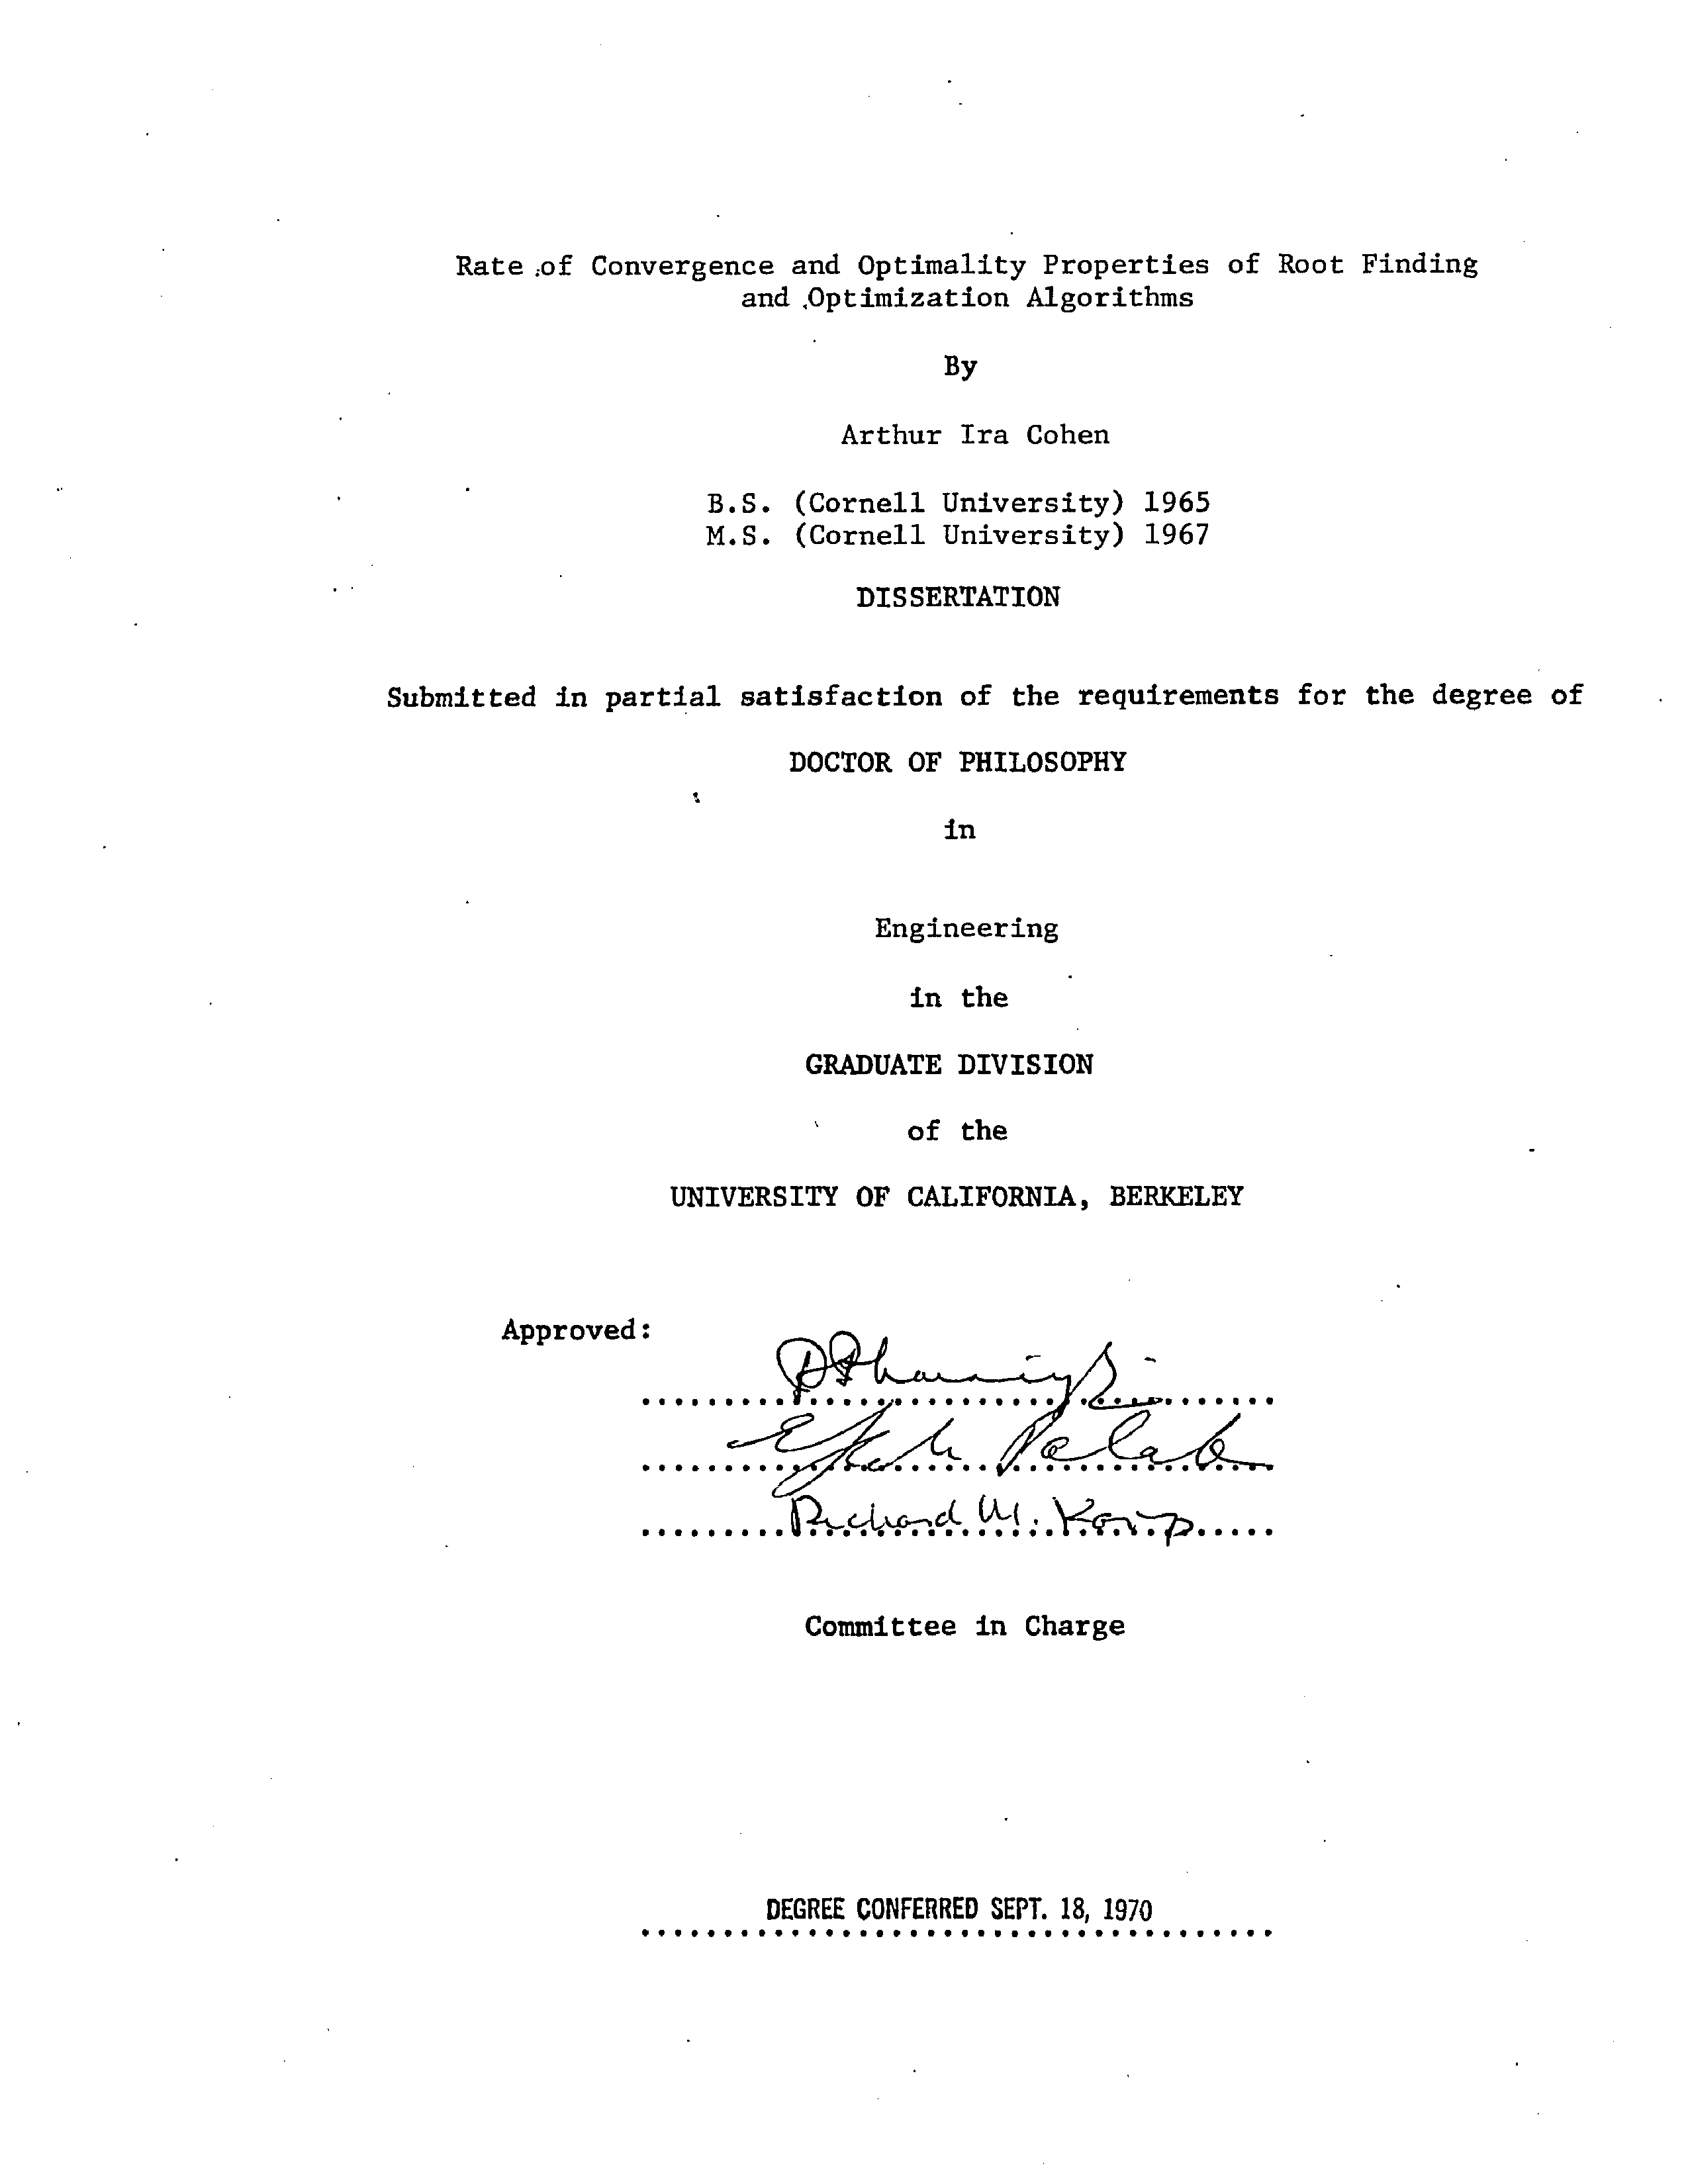 Rate of Convergence and Optimality Properties of Root Finding
and Optimization Algorithms
By
Arthur Ira Cohen
B.S. (Cornell University) 1965
M.S. (Cornell University) 1967
DISSERTATION
Submitted in partial satisfaction of the requirements for the degree of
DOCTOR OF PHILOSOPHY
in
Engineering
in the
GRADUATE DIVISION
of the
UNIVERSITY OF CALIFORNIA, BERKELEY
Approved:
Polak
Richard M. Karp
Committee in Charge
DEGREE CONFERRED SEPT. 18, 1970